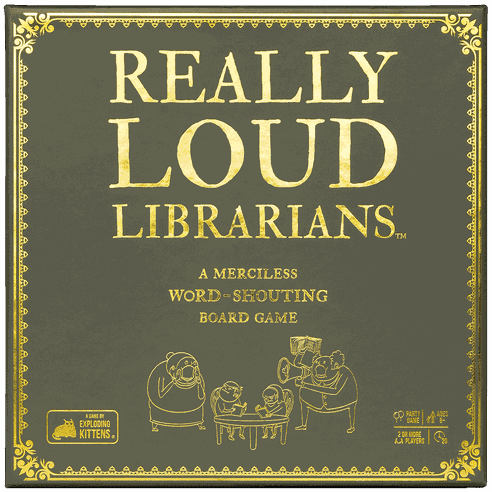 REALLY
LOUD
LIBRARIANS™
A MERCILESS
WORD-SHOUTING
BOARD GAME
A GAME BY
EXPLODING
KITTENS®
PARTY
GAME
AGES
8+
2 OR MORE
PLAYERS
20